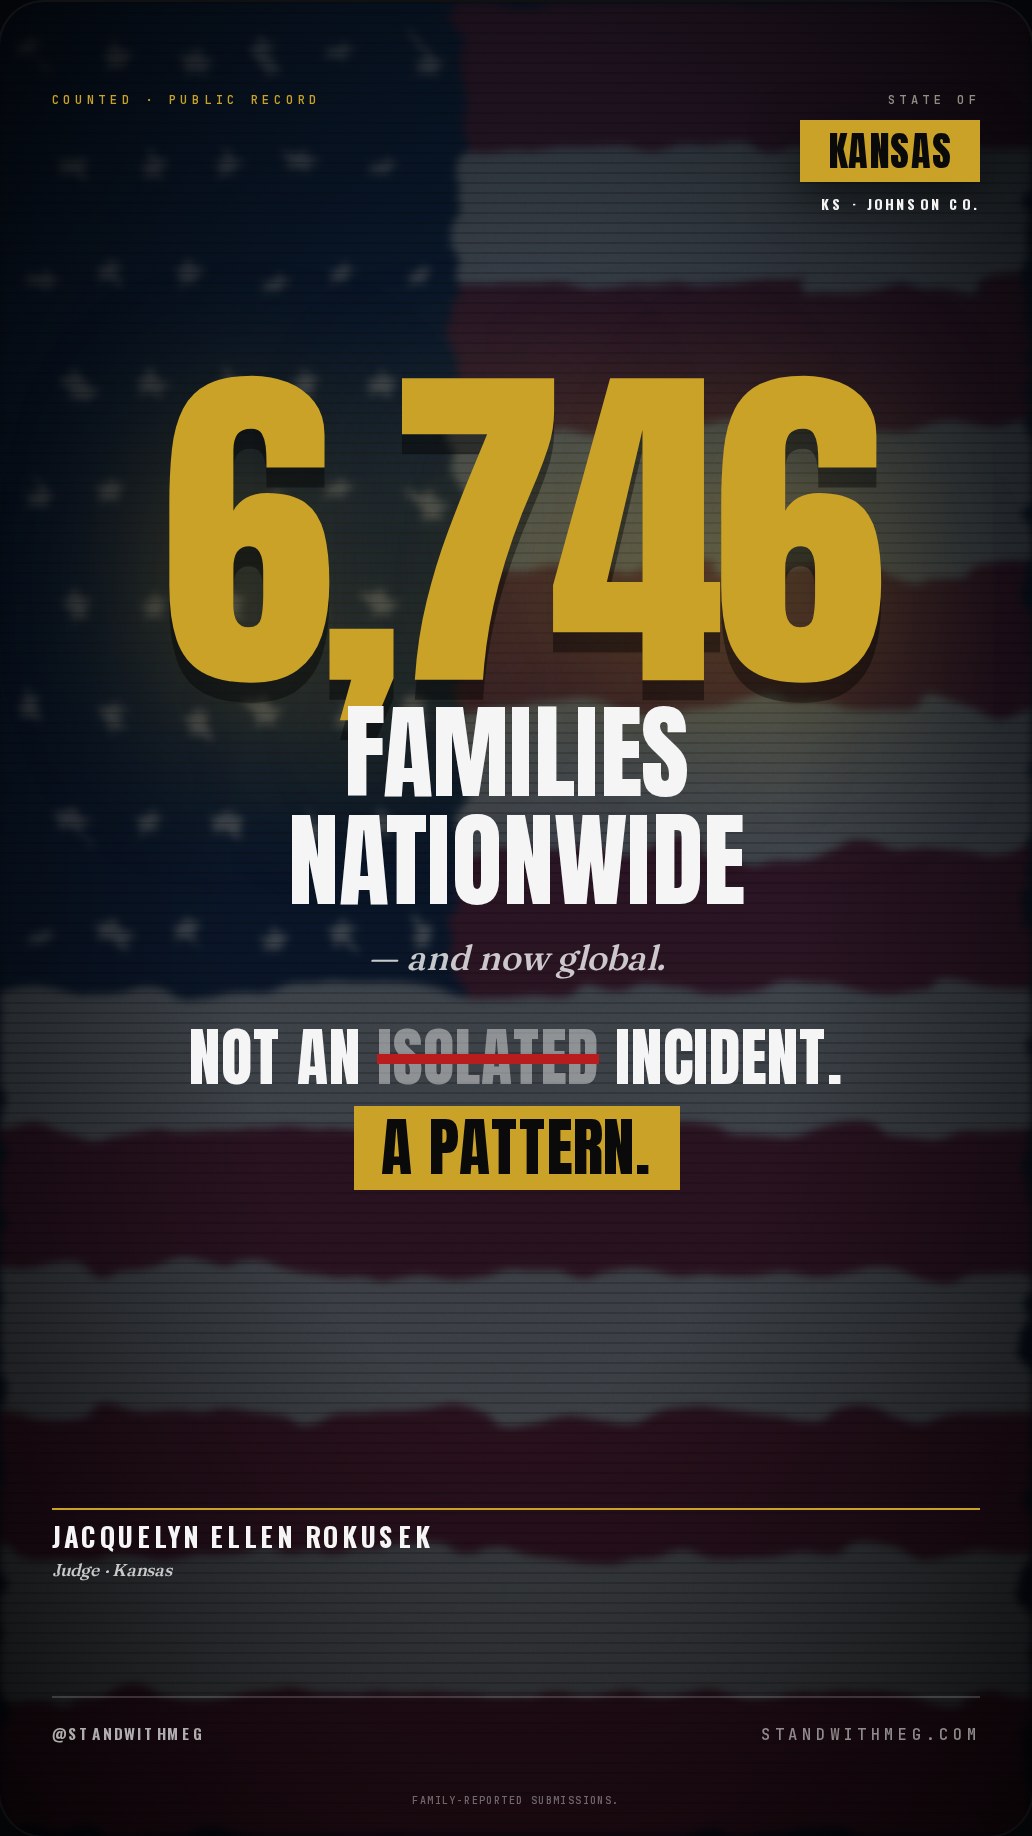 COUNTED · PUBLIC RECORD
STATE OF
KANSAS
KS · JOHNSON CO.
6,746
FAMILIES
NATIONWIDE
— and now global.
NOT AN ISOLATED INCIDENT.
A PATTERN.
JACQUELYN ELLEN ROKUSEK
Judge · Kansas
@STANDWITHMEG
STANDWITHMEG.COM
FAMILY-REPORTED SUBMISSIONS.